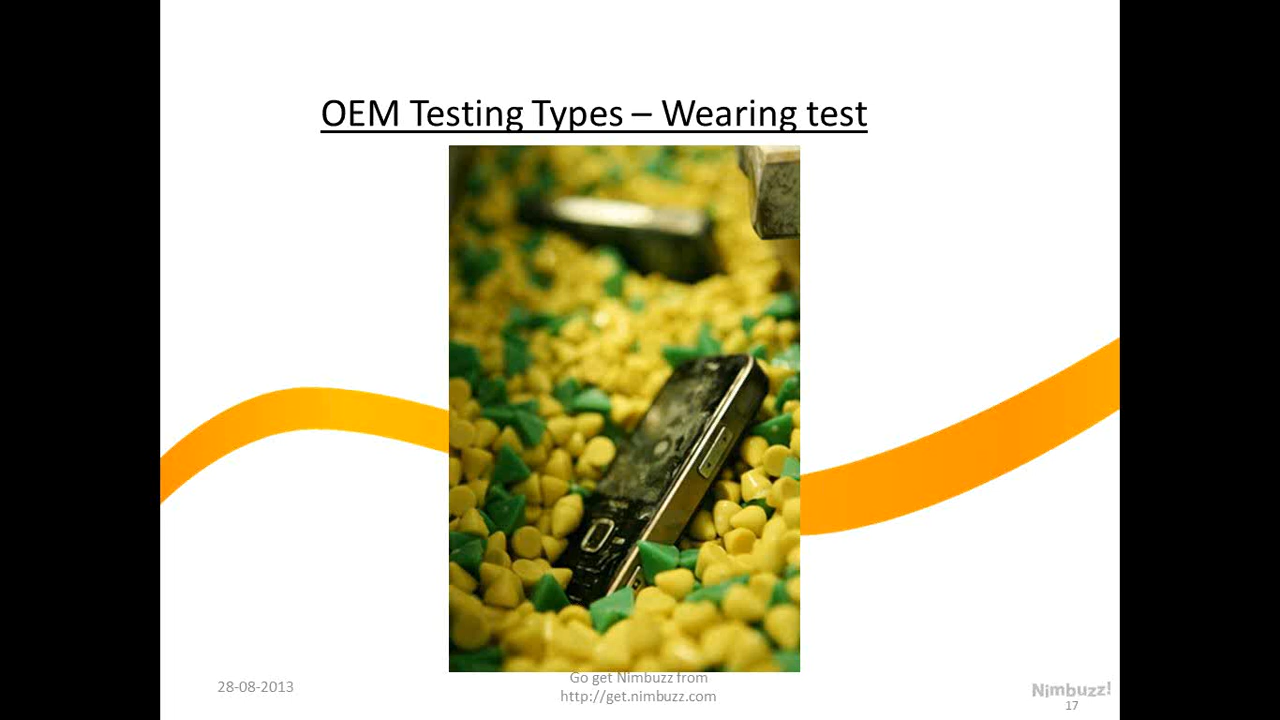 OEM Testing Types – Wearing test
28-08-2013
Go get Nimbuzz from
http://get.nimbuzz.com
Nimbuzz!
17